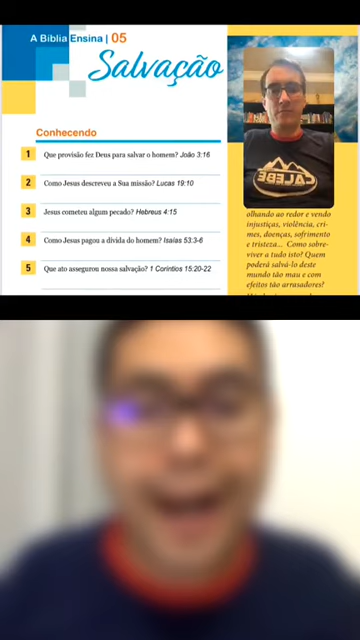 A Bíblia Ensina | 05
Salvação
Conhecendo
1 Que provisão fez Deus para salvar o homem? João 3:16
2 Como Jesus descreveu a Sua missão? Lucas 19:10
3 Jesus cometeu algum pecado? Hebreus 4:15
4 Como Jesus pagou a dívida do homem? Isaías 53:3-6
5 Que ato assegurou nossa salvação? 1 Coríntios 15:20-22
CALEBE
olhando ao redor e vendo
injustiças, violência, cri-
mes, doenças, sofrimento
e tristeza... Como sobre-
viver a tudo isto? Quem
poderá salvá-lo deste
mundo tão mau e com
efeitos tão arrasadores?